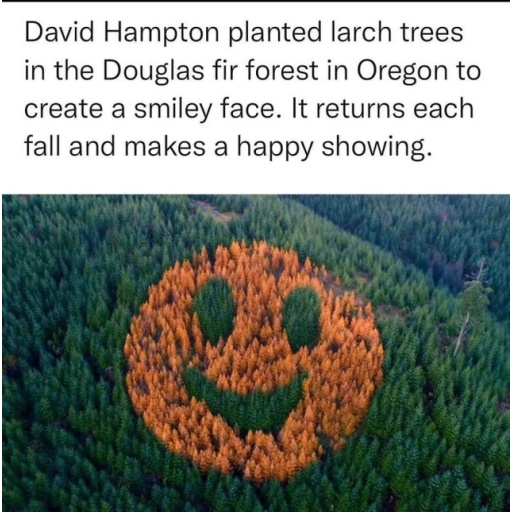 David Hampton planted larch trees
in the Douglas fir forest in Oregon to
create a smiley face. It returns each
fall and makes a happy showing.